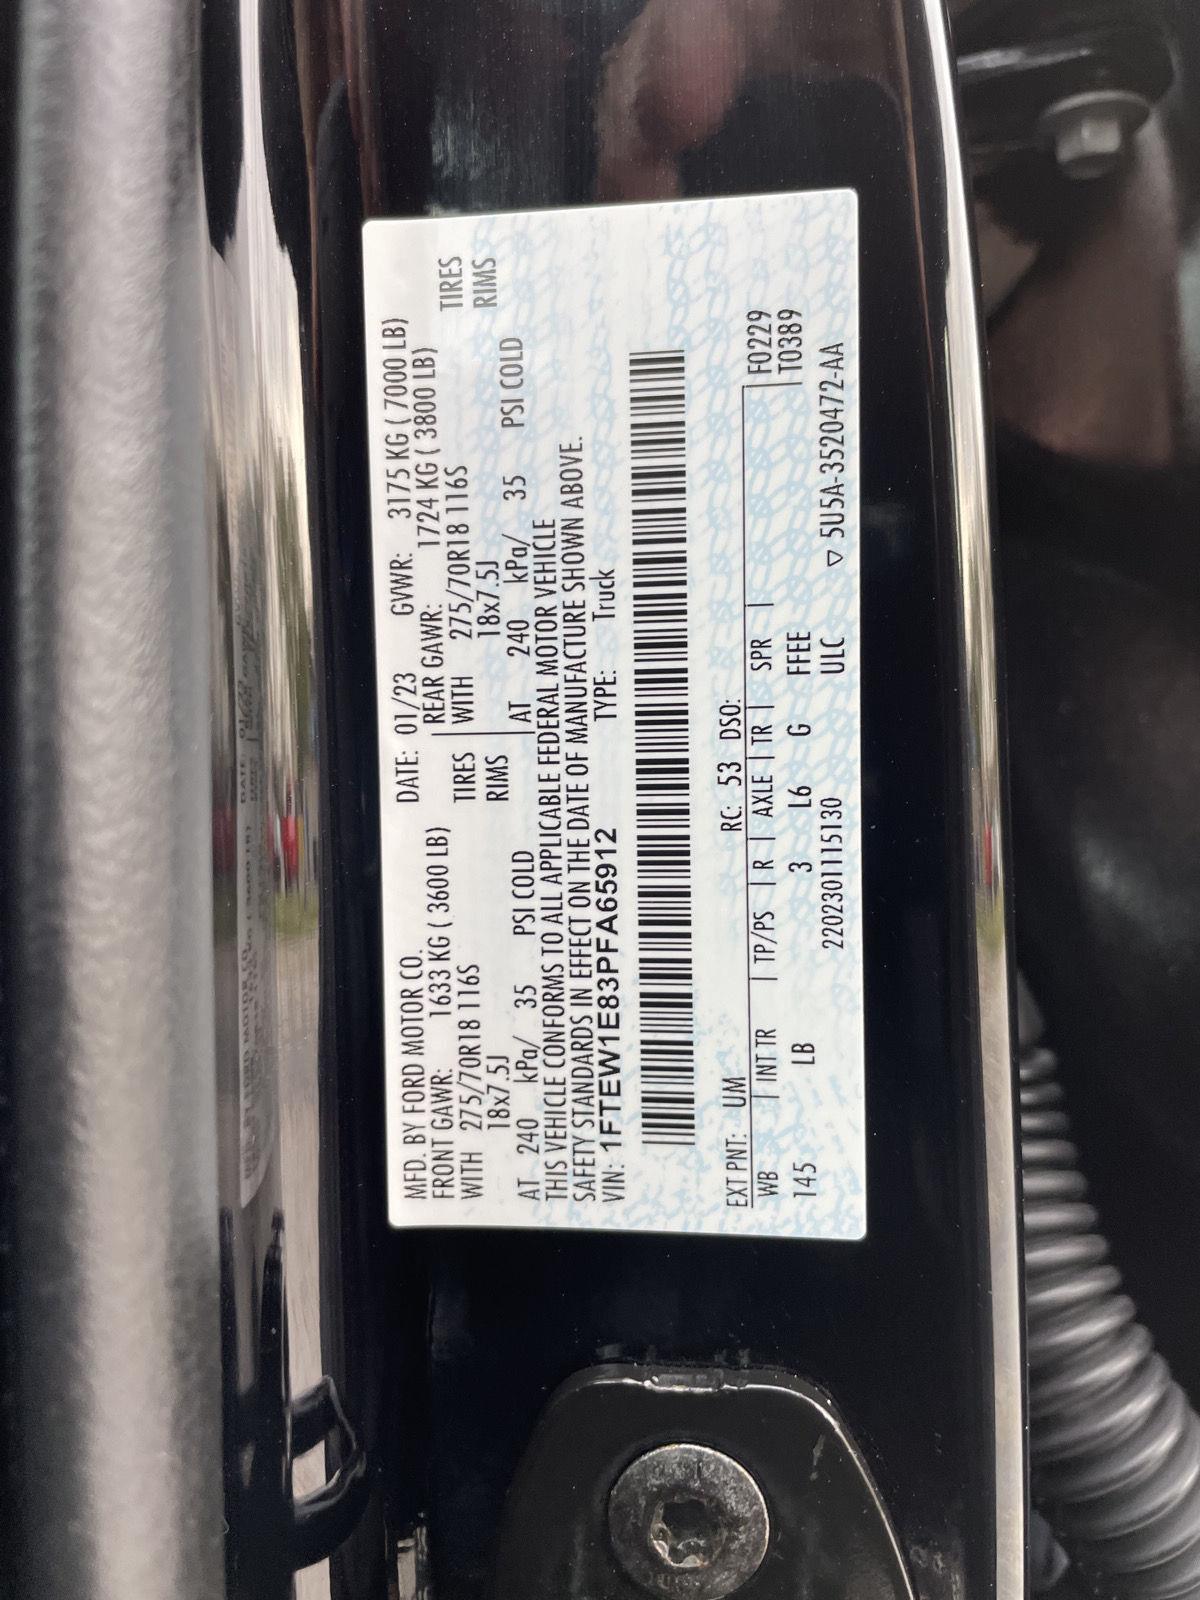 MFD. BY FORD MOTOR CO. DATE: 01/23 GVWR: 3175 KG ( 7000 LB)
FRONT GAWR: 1633 KG ( 3600 LB) REAR GAWR: 1724 KG ( 3800 LB)
WITH 275/70R18 116S TIRES WITH 275/70R18 116S TIRES
18x7.5J RIMS 18x7.5J RIMS
AT 240 kPa/ 35 PSI COLD AT 240 kPa/ 35 PSI COLD
THIS VEHICLE CONFORMS TO ALL APPLICABLE FEDERAL MOTOR VEHICLE
SAFETY STANDARDS IN EFFECT ON THE DATE OF MANUFACTURE SHOWN ABOVE.
VIN: 1FTEW1E83PFA65912 TYPE: Truck
EXT PNT: UM RC: 53 DSO:
WB | INT TR | TP/PS | R | AXLE | TR | SPR | F0229
145 LB 3 L6 G FFEE T0389
2202301115130 ULC ▽ 5U5A-3520472-AA